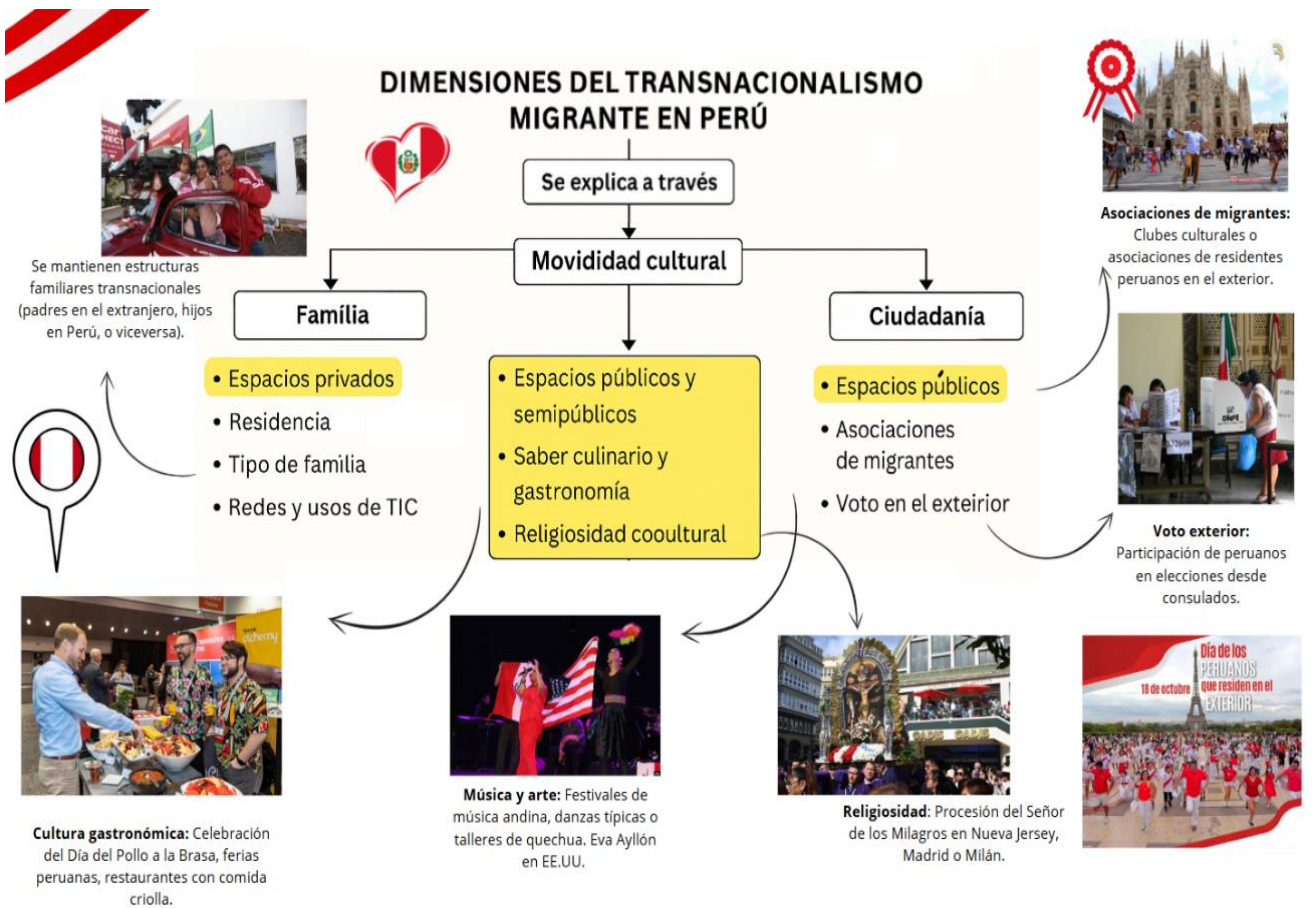 DIMENSIONES DEL TRANSNACIONALISMO
MIGRANTE EN PERÚ
Se explica a través
Movididad cultural
Família
• Espacios privados
• Residencia
• Tipo de família
• Redes y usos de TIC
• Espacios públicos y
semipúblicos
• Saber culinario y
gastronomía
• Religiosidad cooultural
Ciudadanía
• Espacios públicos
• Asociaciones
de migrantes
• Voto en el exteirior
Se mantienen estructuras
familiares transnacionales
(padres en el extranjero, hijos
en Perú, o viceversa).
Asociaciones de migrantes:
Clubes culturales o
asociaciones de residentes
peruanos en el exterior.
ONPE
Voto exterior:
Participación de peruanos
en elecciones desde
consulados.
Cultura gastronómica: Celebración
del Día del Pollo a la Brasa, ferias
peruanas, restaurantes con comida
criolla.
Música y arte: Festivales de
música andina, danzas típicas o
talleres de quechua. Eva Ayllón
en EE.UU.
Religiosidad: Procesión del Señor
de los Milagros en Nueva Jersey,
Madrid o Milán.
18 de octubre
Día de los
PERUANOS
que residen en el
EXTERIOR